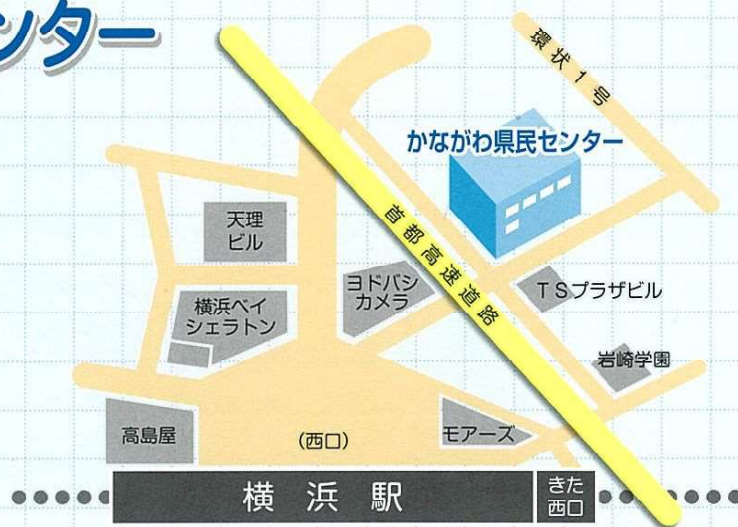 ンター
環状1号
かながわ県民センター
天理
ビル
首都高速道路
ヨドバシ
カメラ
TSプラザビル
横浜ベイ
シェラトン
岩崎学園
高島屋
(西口)
モアーズ
横浜駅
きた
西口